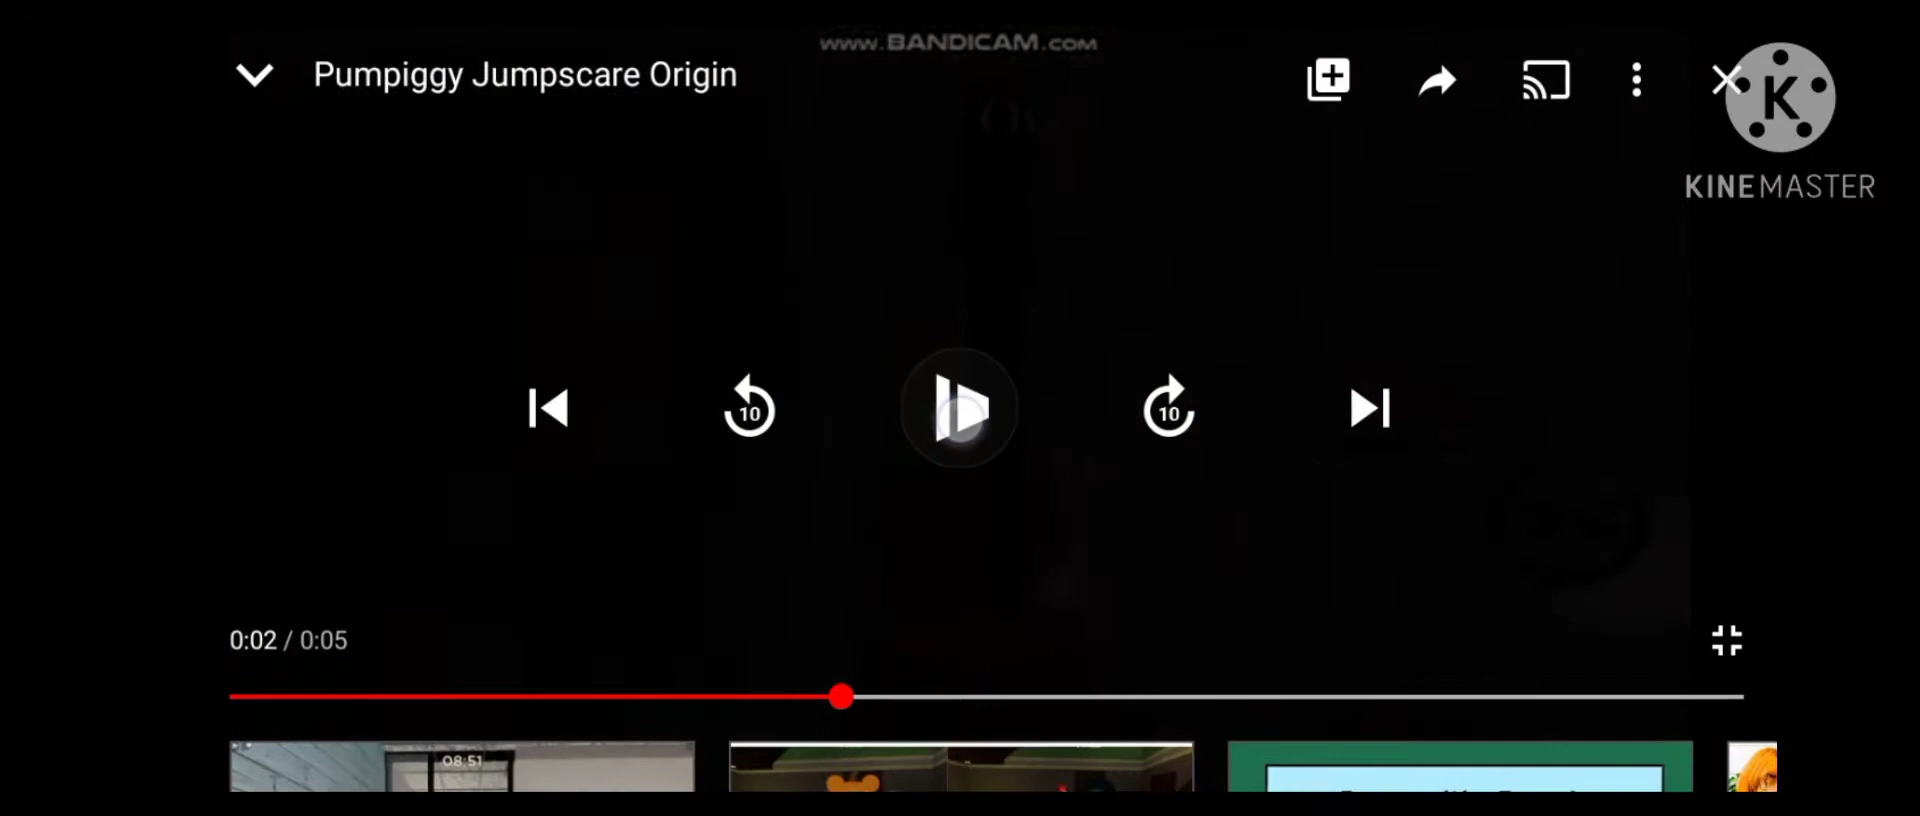 www.BANDICAM.com
Pumpiggy Jumpscare Origin
K
KINEMASTER
10
10
0:02 / 0:05
08:51